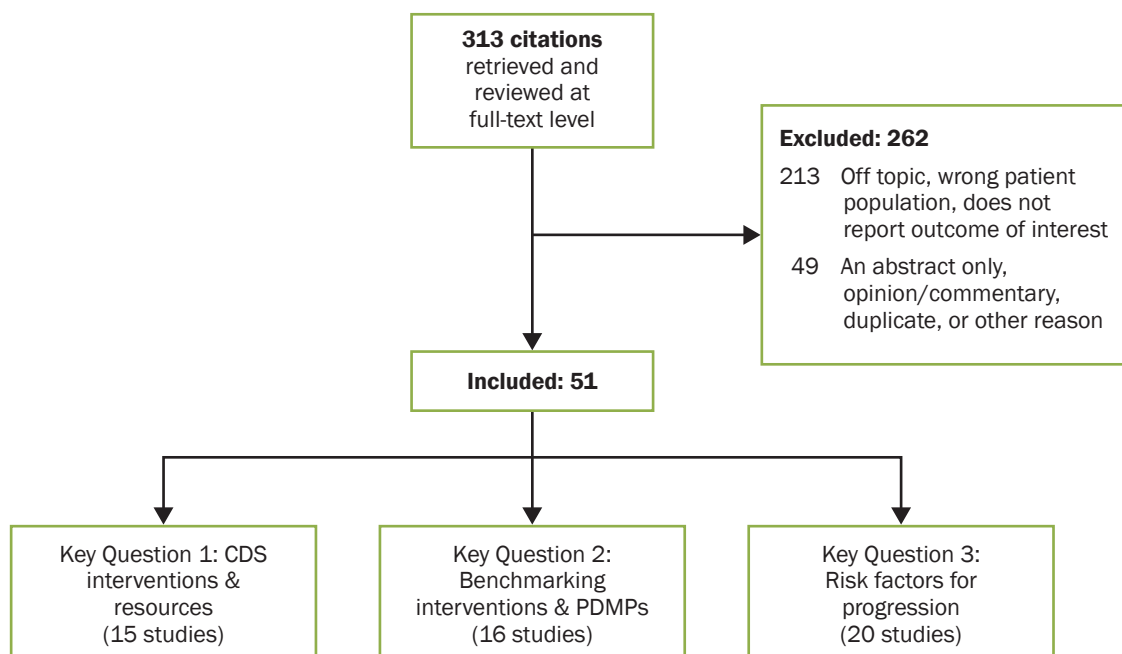 313 citations
retrieved and
reviewed at
full-text level
Excluded: 262
213 Off topic, wrong patient
population, does not
report outcome of interest
49 An abstract only,
opinion/commentary,
duplicate, or other reason
Included: 51
Key Question 1: CDS
interventions &
resources
(15 studies)
Key Question 2:
Benchmarking
interventions & PDMPs
(16 studies)
Key Question 3:
Risk factors for
progression
(20 studies)